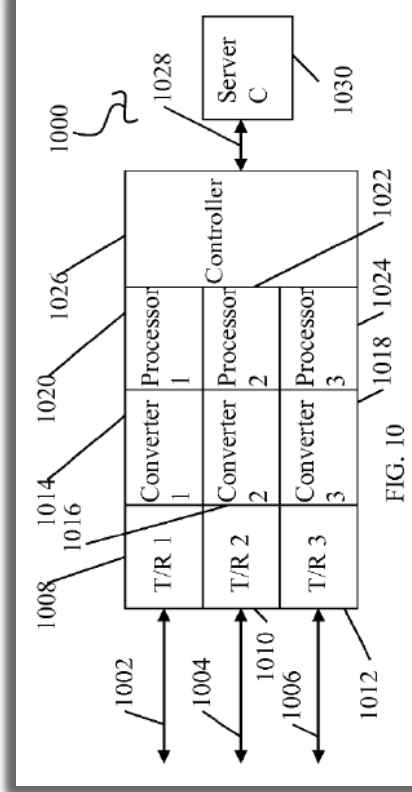 1000
1008
1014
1016
1020
1026
1028
1002
T/R 1
Converter
1
Processor
1
Controller
Server
C
1004
T/R 2
Converter
2
Processor
2
1030
1006
T/R 3
Converter
3
Processor
3
1010
1012
1018
1024
1022
FIG. 10